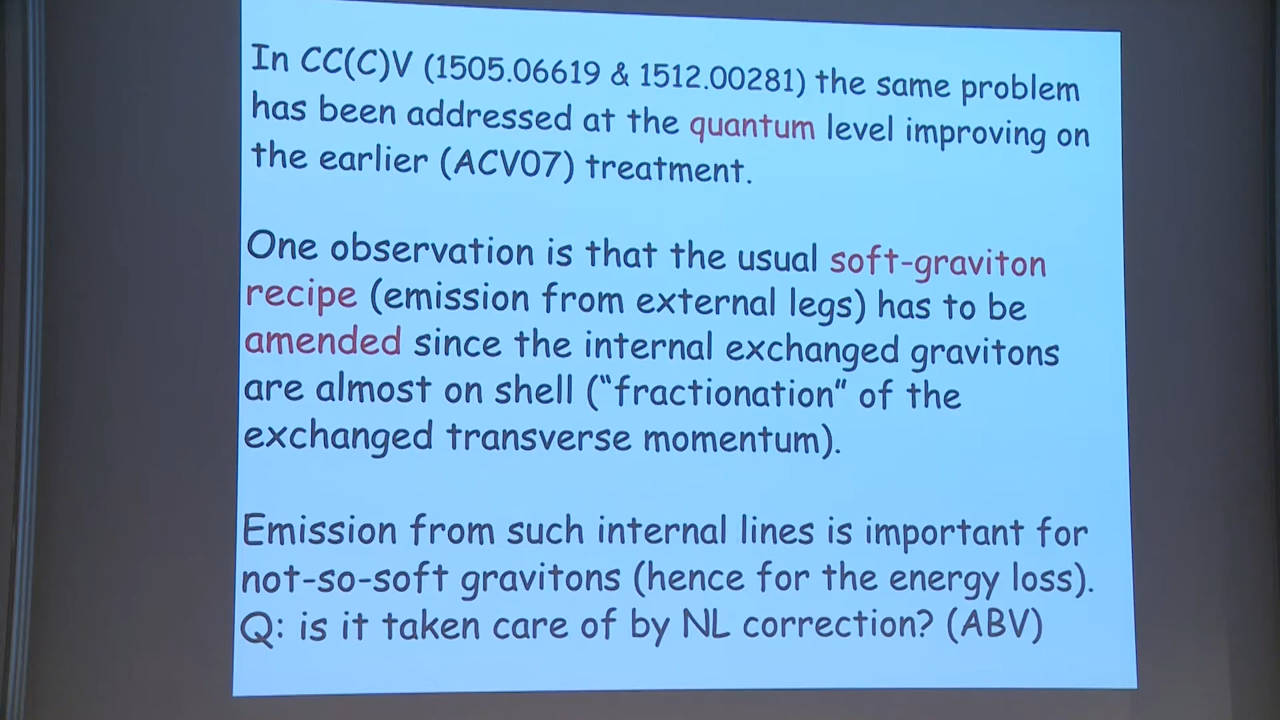 In CC(C)V (1505.06619 & 1512.00281) the same problem
has been addressed at the quantum level improving on
the earlier (ACV07) treatment.
One observation is that the usual soft-graviton
recipe (emission from external legs) has to be
amended since the internal exchanged gravitons
are almost on shell ("fractionation" of the
exchanged transverse momentum).
Emission from such internal lines is important for
not-so-soft gravitons (hence for the energy loss).
Q: is it taken care of by NL correction? (ABV)